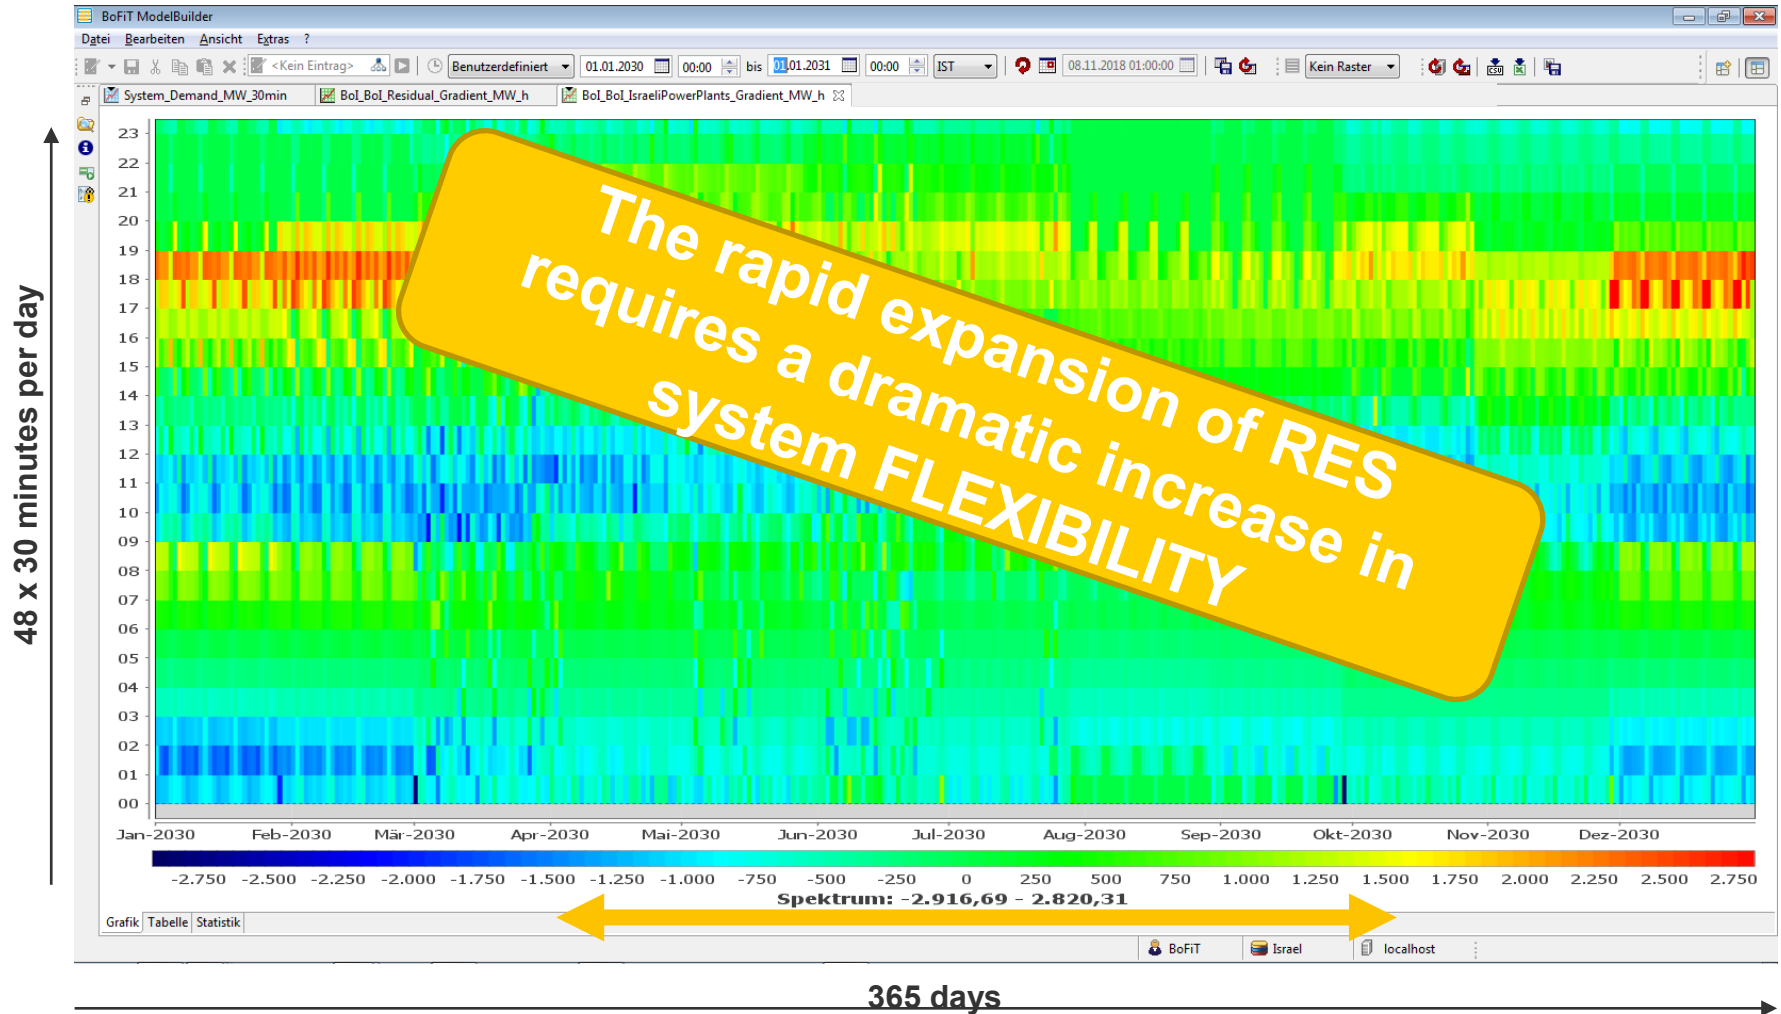 BoFiT ModelBuilder
Datei Bearbeiten Ansicht Extras ?
<Kein Eintrag> Benutzerdefiniert 01.01.2030 00:00 bis 01.01.2031 00:00 IST 08.11.2018 01:00:00 Kein Raster CSV
System_Demand_MW_30min BoI_BoI_Residual_Gradient_MW_h BoI_BoI_IsraeliPowerPlants_Gradient_MW_h
48 x 30 minutes per day
23
22
21
20
19
18
17
16
15
14
13
12
11
10
09
08
07
06
05
04
03
02
01
00
The rapid expansion of RES
requires a dramatic increase in
system FLEXIBILITY
Jan-2030 Feb-2030 Mär-2030 Apr-2030 Mai-2030 Jun-2030 Jul-2030 Aug-2030 Sep-2030 Okt-2030 Nov-2030 Dez-2030
-2.750 -2.500 -2.250 -2.000 -1.750 -1.500 -1.250 -1.000 -750 -500 -250 0 250 500 750 1.000 1.250 1.500 1.750 2.000 2.250 2.500 2.750
Spektrum: -2.916,69 - 2.820,31
Grafik Tabelle Statistik
BoFiT Israel localhost
365 days